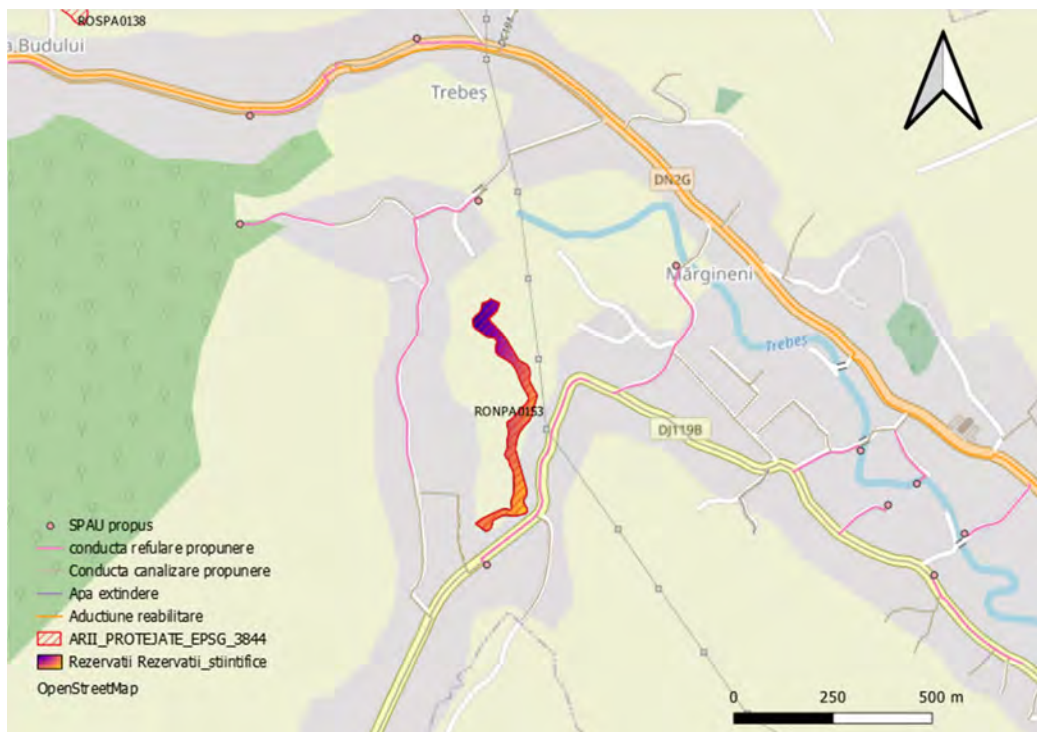 ROSPA0138
a Budului
DC184
Trebeș
DN2G
Mărgineni
Trebeș
RONPA0153
DJ119B
SPAU propus
conducta refulare propunere
Conducta canalizare propunere
Apa extindere
Aductiune reabilitare
ARII_PROTEJATE_EPSG_3844
Rezervatii Rezervatii_stiintifice
OpenStreetMap
0 250 500 m